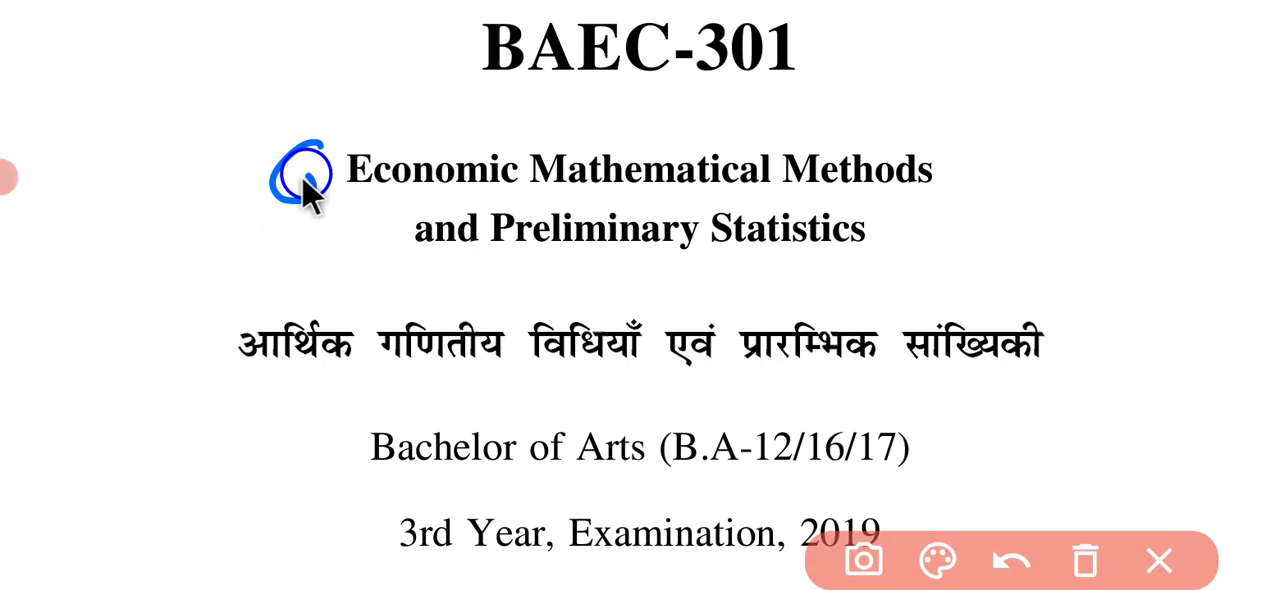 BAEC-301
Economic Mathematical Methods
and Preliminary Statistics
आर्थिक गणितीय विधियाँ एवं प्रारम्भिक सांख्यिकी
Bachelor of Arts (B.A-12/16/17)
3rd Year, Examination, 2019